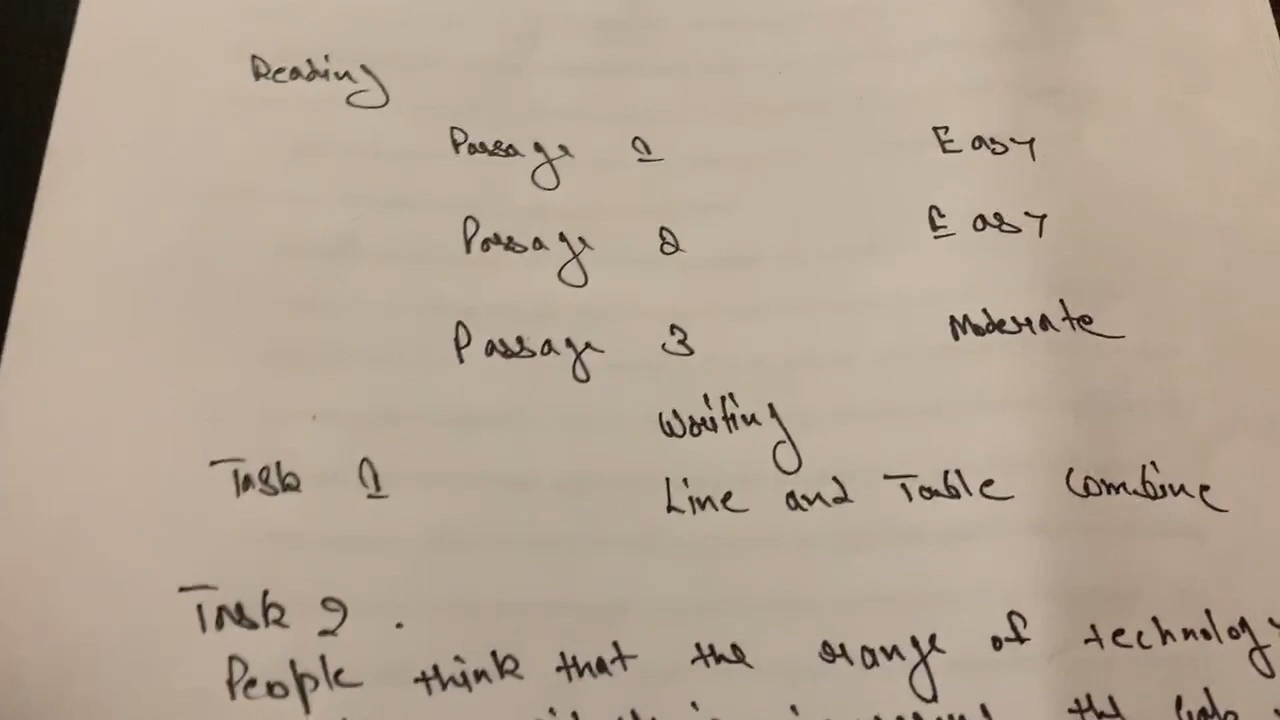 Reading
Passage 1 Easy
Passage 2 Easy
Passage 3 Moderate
Writing
Task 1 Line and Table Combine
Task 2.
People think that the range of technology